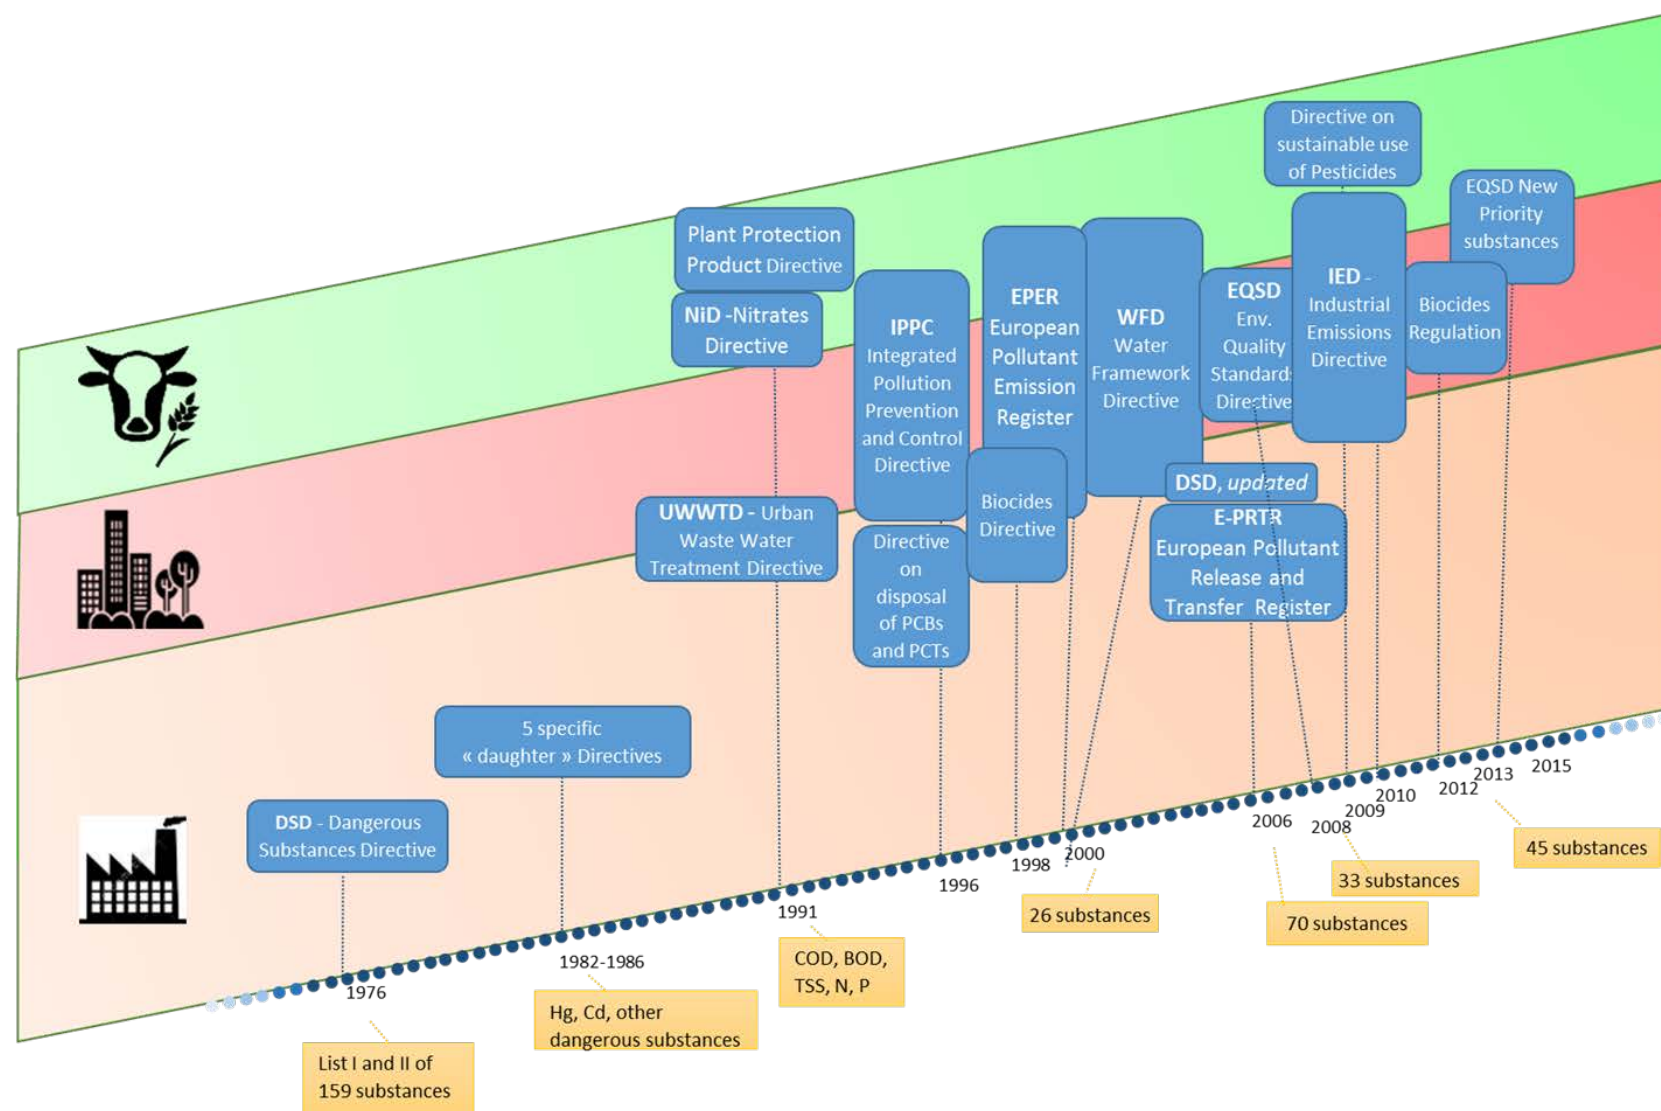 Directive on
sustainable use
of Pesticides
EQSD New
Priority
substances
Plant Protection
Product Directive
NiD -Nitrates
Directive
IPPC
Integrated
Pollution
Prevention
and Control
Directive
EPER
European
Pollutant
Emission
Register
WFD
Water
Framework
Directive
EQSD
Env.
Quality
Standards
Directive
IED -
Industrial
Emissions
Directive
Biocides
Regulation
UWWTD - Urban
Waste Water
Treatment Directive
Directive
on
disposal
of PCBs
and PCTs
Biocides
Directive
DSD, updated
E-PRTR
European Pollutant
Release and
Transfer Register
5 specific
« daughter » Directives
DSD - Dangerous
Substances Directive
1976
1982-1986
1991
1996
1998
2000
2006
2008
2009
2010
2012
2013
2015
List I and II of
159 substances
Hg, Cd, other
dangerous substances
COD, BOD,
TSS, N, P
26 substances
70 substances
33 substances
45 substances